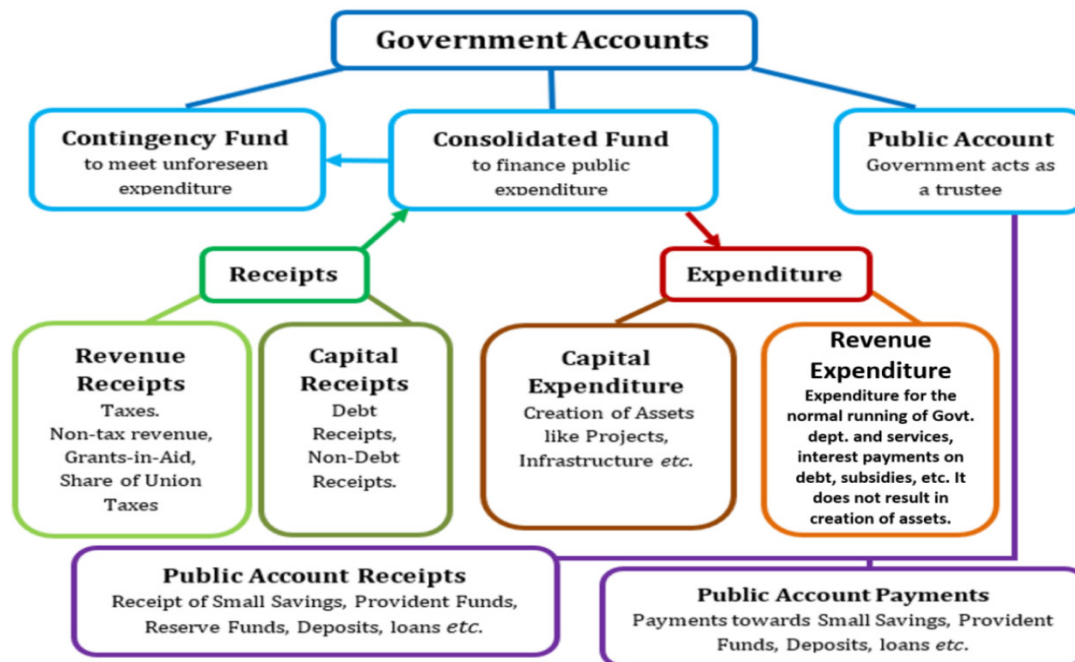 Government Accounts
Contingency Fund
to meet unforeseen
expenditure
Consolidated Fund
to finance public
expenditure
Public Account
Government acts as
a trustee
Receipts
Expenditure
Revenue
Receipts
Taxes.
Non-tax revenue,
Grants-in-Aid,
Share of Union
Taxes
Capital
Receipts
Debt
Receipts,
Non-Debt
Receipts.
Capital
Expenditure
Creation of Assets
like Projects,
Infrastructure etc.
Revenue
Expenditure
Expenditure for the
normal running of Govt.
dept. and services,
interest payments on
debt, subsidies, etc. It
does not result in
creation of assets.
Public Account Receipts
Receipt of Small Savings, Provident Funds,
Reserve Funds, Deposits, loans etc.
Public Account Payments
Payments towards Small Savings, Provident
Funds, Deposits, loans etc.